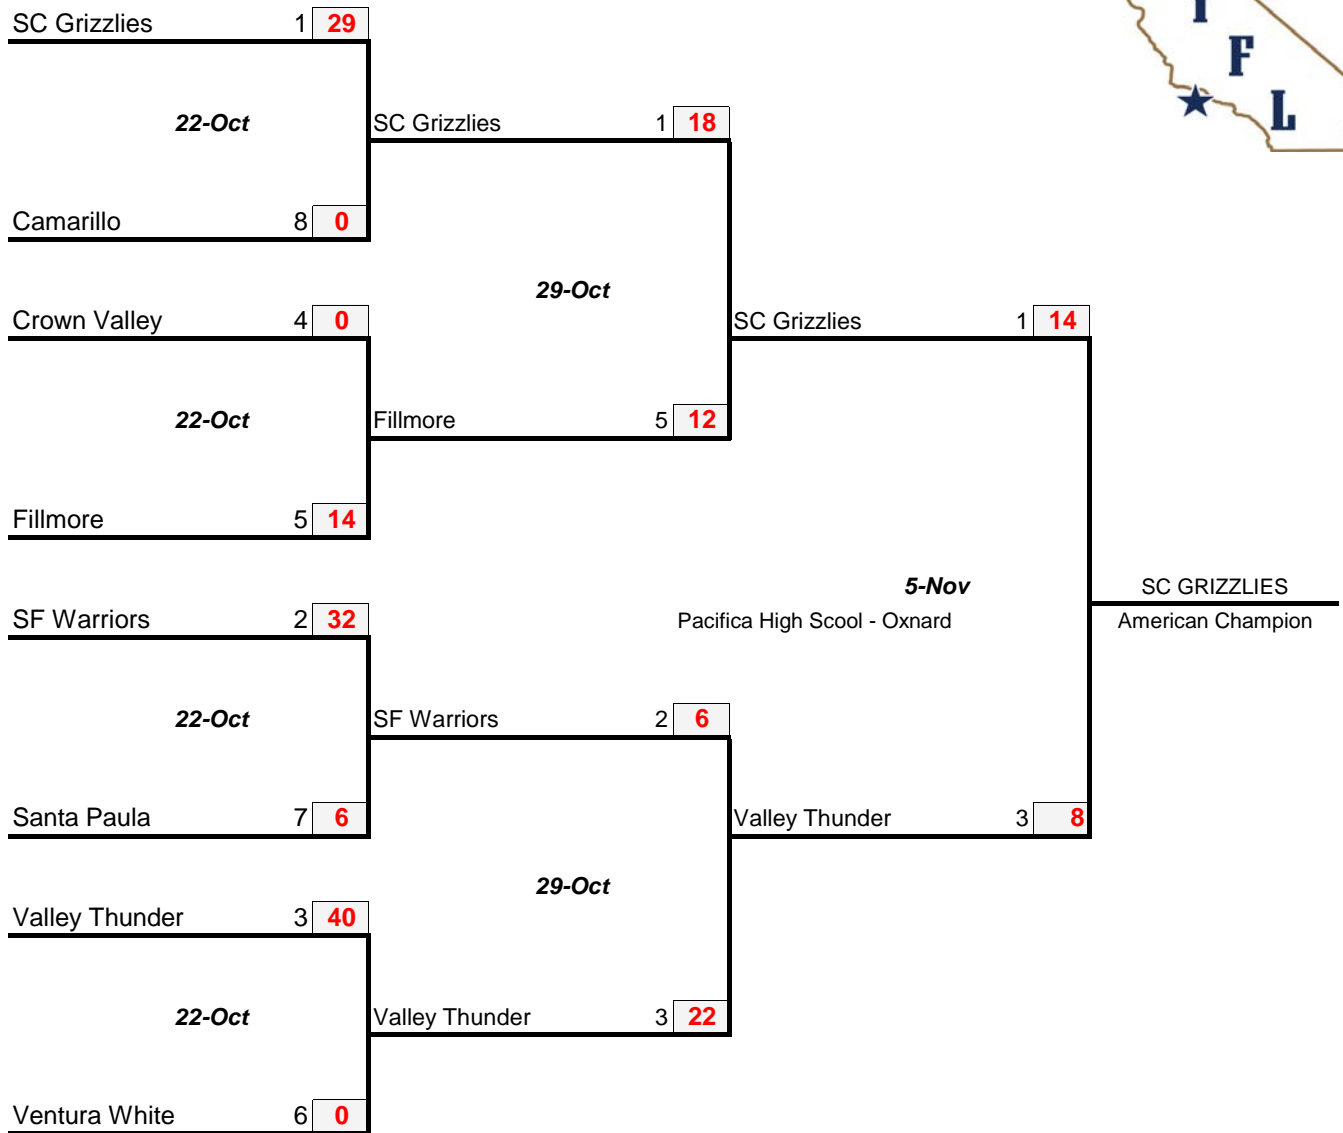 SC Grizzlies 1 29
I
F
L
22-Oct
SC Grizzlies 1 18
Camarillo 8 0
29-Oct
Crown Valley 4 0
SC Grizzlies 1 14
22-Oct
Fillmore 5 12
Fillmore 5 14
5-Nov
SC GRIZZLIES
SF Warriors 2 32
Pacifica High Scool - Oxnard
American Champion
22-Oct
SF Warriors 2 6
Santa Paula 7 6
Valley Thunder 3 8
29-Oct
Valley Thunder 3 40
22-Oct
Valley Thunder 3 22
Ventura White 6 0